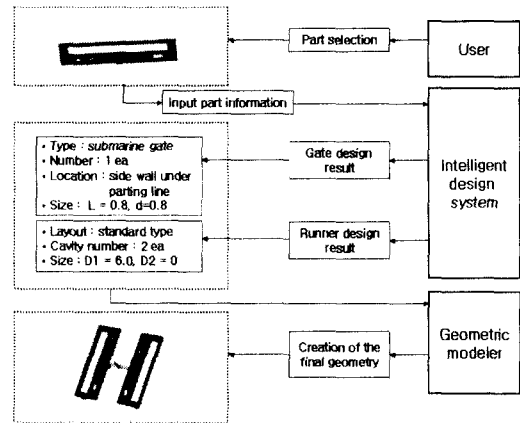 Part selection
User
Input part information
• Type : submarine gate
• Number : 1 ea
• Location : side wall under
parting line
• Size : L = 0.8, d=0.8
Gate design
result
Intelligent
design
system
• Layout : standard type
• Cavity number : 2 ea
• Size : D1 = 6.0, D2 = 0
Runner design
result
Creation of the
final geometry
Geometric
modeler